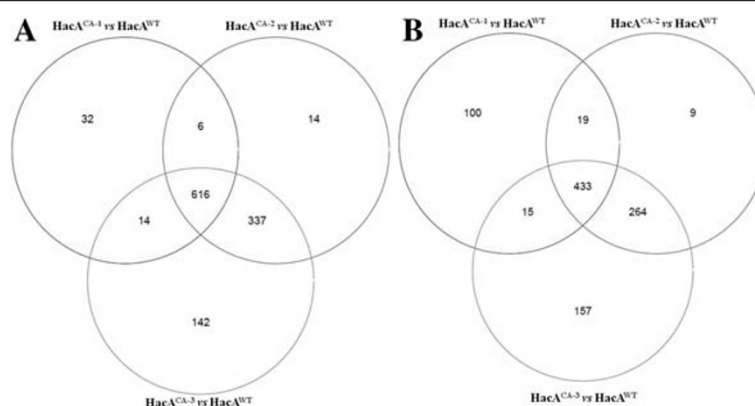 A
HacA^CA-1 vs HacA^WT
HacA^CA-2 vs HacA^WT
32
6
14
616
14
337
142
HacA^CA-3 vs HacA^WT
B
HacA^CA-1 vs HacA^WT
HacA^CA-2 vs HacA^WT
100
19
9
433
15
264
157
HacA^CA-3 vs HacA^WT